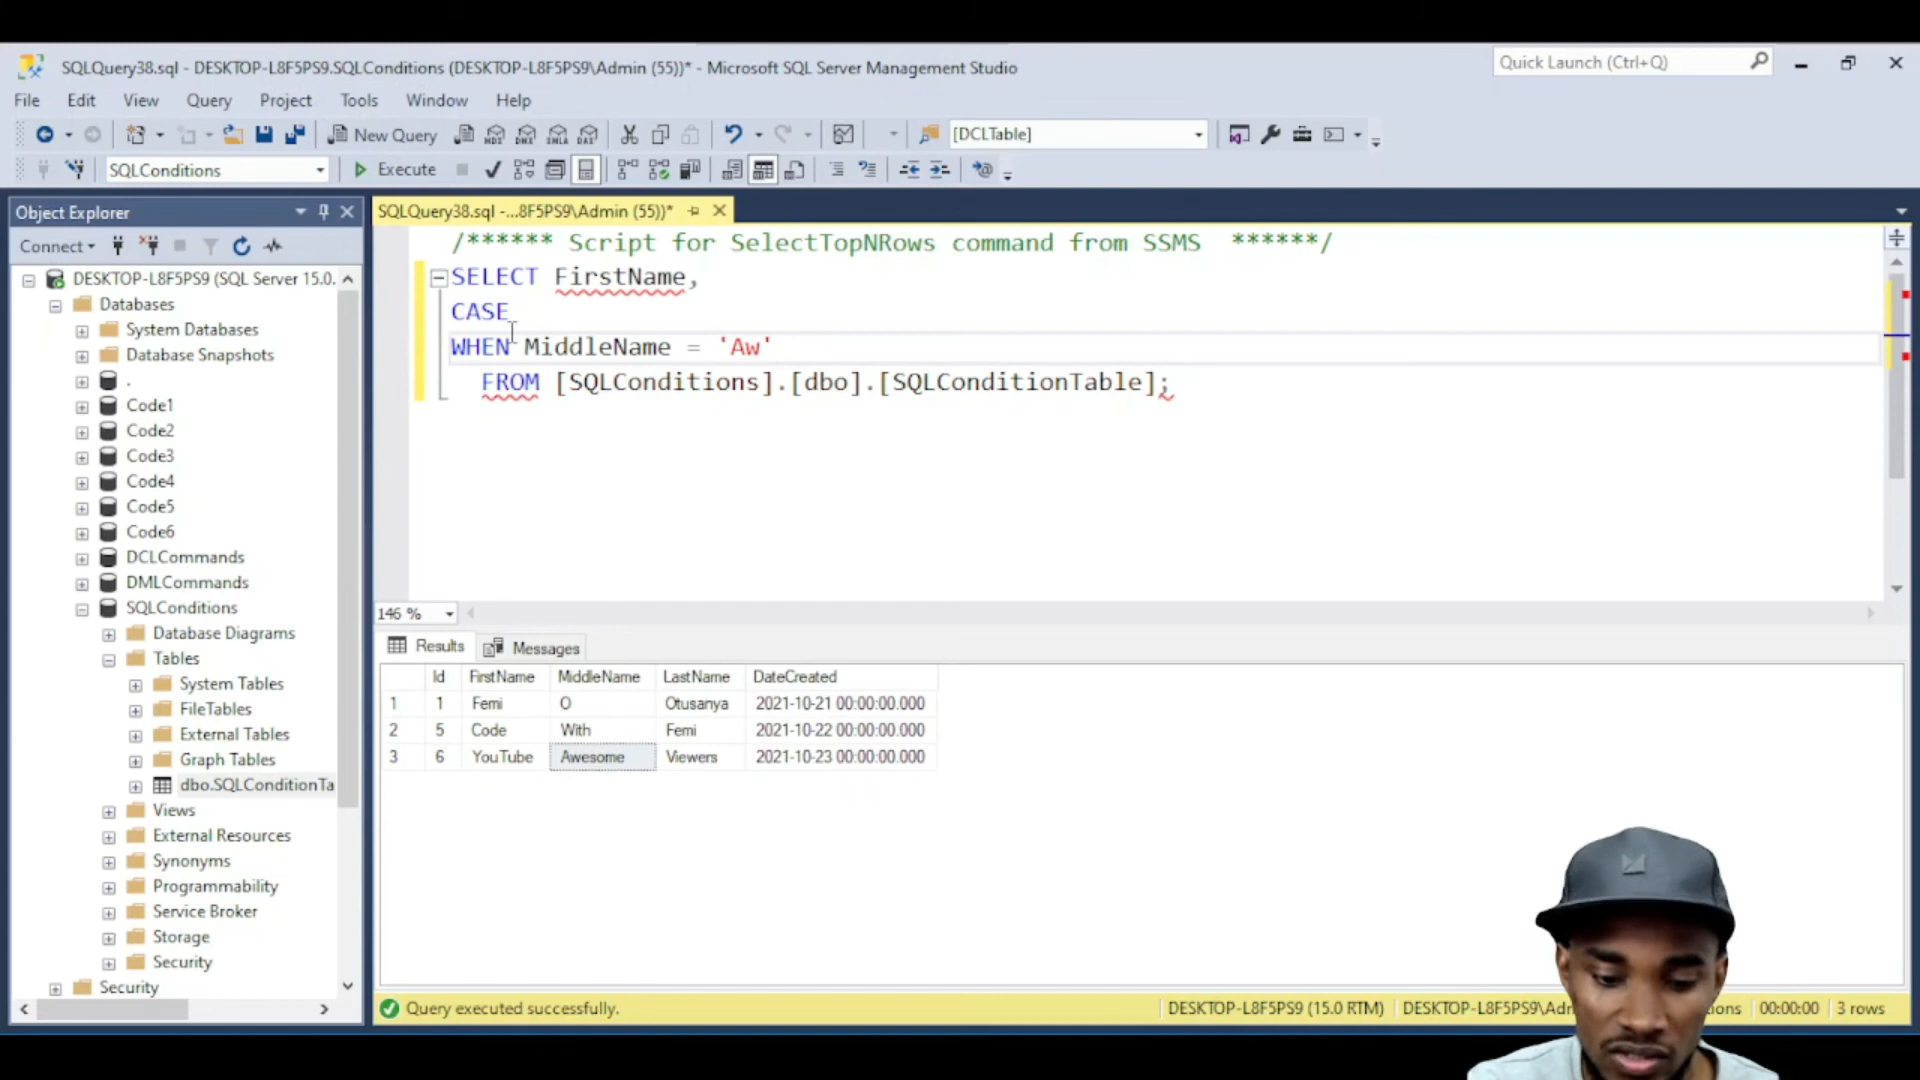 SQLQuery38.sql - DESKTOP-L8F5PS9.SQLConditions (DESKTOP-L8F5PS9\Admin (55))* - Microsoft SQL Server Management Studio
Quick Launch (Ctrl+Q)
File Edit View Query Project Tools Window Help
New Query
[DCLTable]
SQLConditions
Execute
Object Explorer
SQLQuery38.sql -...8F5PS9\Admin (55))*
Connect
DESKTOP-L8F5PS9 (SQL Server 15.0.
Databases
System Databases
Database Snapshots
.
Code1
Code2
Code3
Code4
Code5
Code6
DCLCommands
DMLCommands
SQLConditions
Database Diagrams
Tables
System Tables
FileTables
External Tables
Graph Tables
dbo.SQLConditionTa
Views
External Resources
Synonyms
Programmability
Service Broker
Storage
Security
Security
/****** Script for SelectTopNRows command from SSMS ******/
SELECT FirstName,
CASE
WHEN MiddleName = 'Aw'
FROM [SQLConditions].[dbo].[SQLConditionTable];
146 %
Results Messages
Id FirstName MiddleName LastName DateCreated
1 1 Femi O Otusanya 2021-10-21 00:00:00.000
2 5 Code With Femi 2021-10-22 00:00:00.000
3 6 YouTube Awesome Viewers 2021-10-23 00:00:00.000
Query executed successfully.
DESKTOP-L8F5PS9 (15.0 RTM) DESKTOP-L8F5PS9\Adm 00:00:00 3 rows